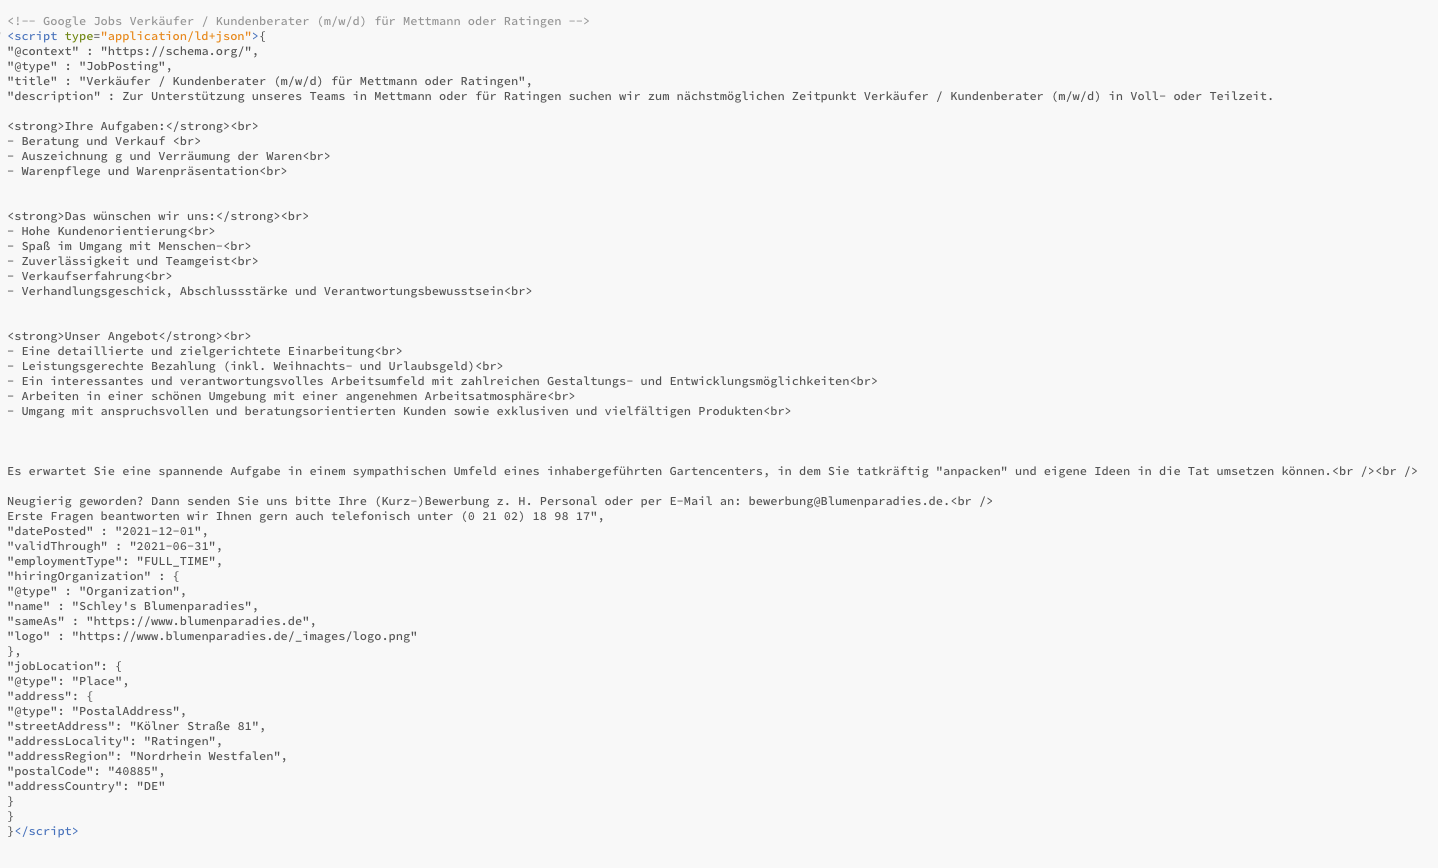 <!-- Google Jobs Verkäufer / Kundenberater (m/w/d) für Mettmann oder Ratingen -->
<script type="application/ld+json">{
"@context" : "https://schema.org/",
"@type" : "JobPosting",
"title" : "Verkäufer / Kundenberater (m/w/d) für Mettmann oder Ratingen",
"description" : Zur Unterstützung unseres Teams in Mettmann oder für Ratingen suchen wir zum nächstmöglichen Zeitpunkt Verkäufer / Kundenberater (m/w/d) in Voll- oder Teilzeit.
<strong>Ihre Aufgaben:</strong><br>
- Beratung und Verkauf <br>
- Auszeichnung g und Verräumung der Waren<br>
- Warenpflege und Warenpräsentation<br>
<strong>Das wünschen wir uns:</strong><br>
- Hohe Kundenorientierung<br>
- Spaß im Umgang mit Menschen-<br>
- Zuverlässigkeit und Teamgeist<br>
- Verkaufserfahrung<br>
- Verhandlungsgeschick, Abschlussstärke und Verantwortungsbewusstsein<br>
<strong>Unser Angebot</strong><br>
- Eine detaillierte und zielgerichtete Einarbeitung<br>
- Leistungsgerechte Bezahlung (inkl. Weihnachts- und Urlaubsgeld)<br>
- Ein interessantes und verantwortungsvolles Arbeitsumfeld mit zahlreichen Gestaltungs- und Entwicklungsmöglichkeiten<br>
- Arbeiten in einer schönen Umgebung mit einer angenehmen Arbeitsatmosphäre<br>
- Umgang mit anspruchsvollen und beratungsorientierten Kunden sowie exklusiven und vielfältigen Produkten<br>
Es erwartet Sie eine spannende Aufgabe in einem sympathischen Umfeld eines inhabergeführten Gartencenters, in dem Sie tatkräftig "anpacken" und eigene Ideen in die Tat umsetzen können.<br /><br />
Neugierig geworden? Dann senden Sie uns bitte Ihre (Kurz-)Bewerbung z. H. Personal oder per E-Mail an: bewerbung@Blumenparadies.de.<br />
Erste Fragen beantworten wir Ihnen gern auch telefonisch unter (0 21 02) 18 98 17",
"datePosted" : "2021-12-01",
"validThrough" : "2021-06-31",
"employmentType": "FULL_TIME",
"hiringOrganization" : {
"@type" : "Organization",
"name" : "Schley's Blumenparadies",
"sameAs" : "https://www.blumenparadies.de",
"logo" : "https://www.blumenparadies.de/_images/logo.png"
},
"jobLocation": {
"@type": "Place",
"address": {
"@type": "PostalAddress",
"streetAddress": "Kölner Straße 81",
"addressLocality": "Ratingen",
"addressRegion": "Nordrhein Westfalen",
"postalCode": "40885",
"addressCountry": "DE"
}
}
}</script>